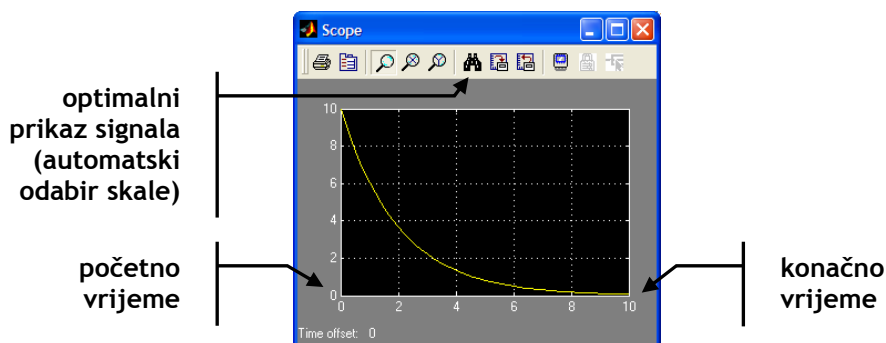 Scope
optimalni
prikaz signala
(automatski
odabir skale)
10
8
6
4
2
0
0 2 4 6 8 10
početno
vrijeme
konačno
vrijeme
Time offset: 0